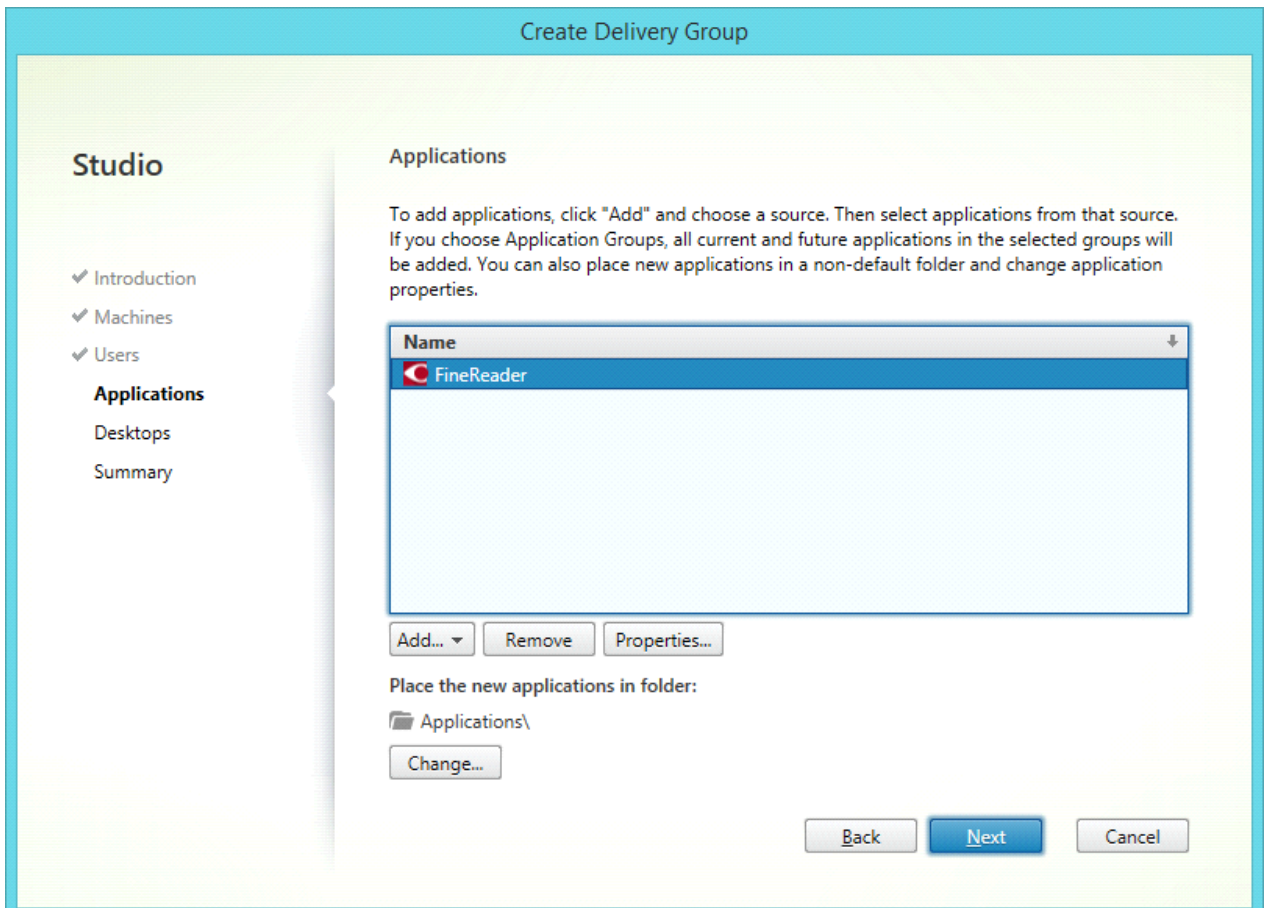 Create Delivery Group
Studio
Introduction
Machines
Users
Applications
Desktops
Summary
Applications
To add applications, click "Add" and choose a source. Then select applications from that source.
If you choose Application Groups, all current and future applications in the selected groups will
be added. You can also place new applications in a non-default folder and change application
properties.
Name
FineReader
Add...
Remove
Properties...
Place the new applications in folder:
Applications\
Change...
Back
Next
Cancel